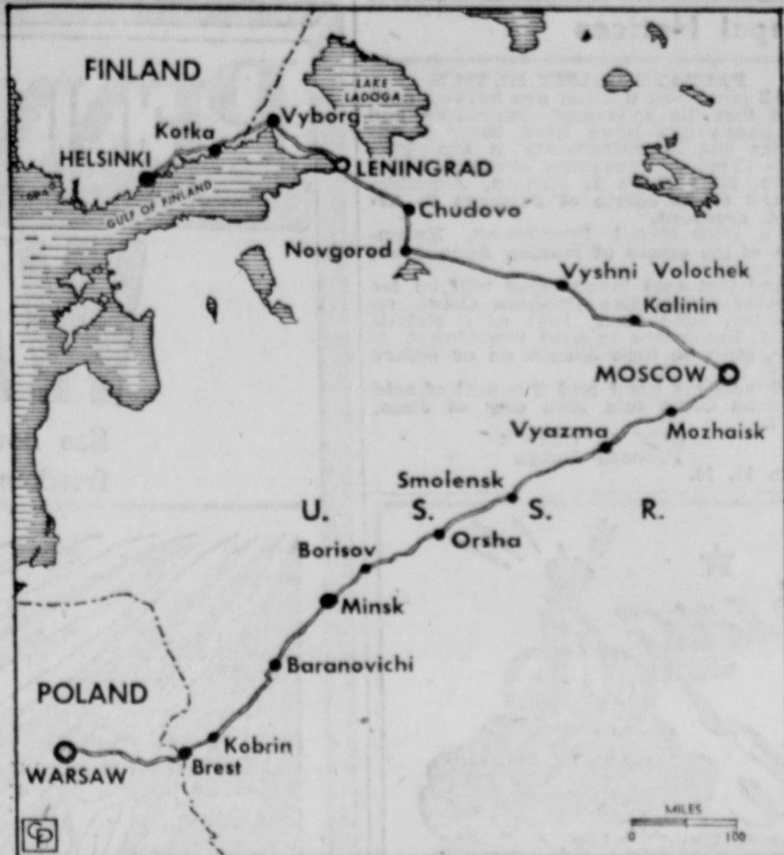 FINLAND
LAKE
LADOGA
Vyborg
Kotka
HELSINKI
LENINGRAD
GULF OF FINLAND
Chudovo
Novgorod
Vyshni Volochek
Kalinin
MOSCOW
Mozhaisk
Vyazma
Smolensk
U. S. S. R.
Orsha
Borisov
Minsk
Baranovichi
POLAND
Kobrin
Brest
WARSAW
MILES
0 100
CP